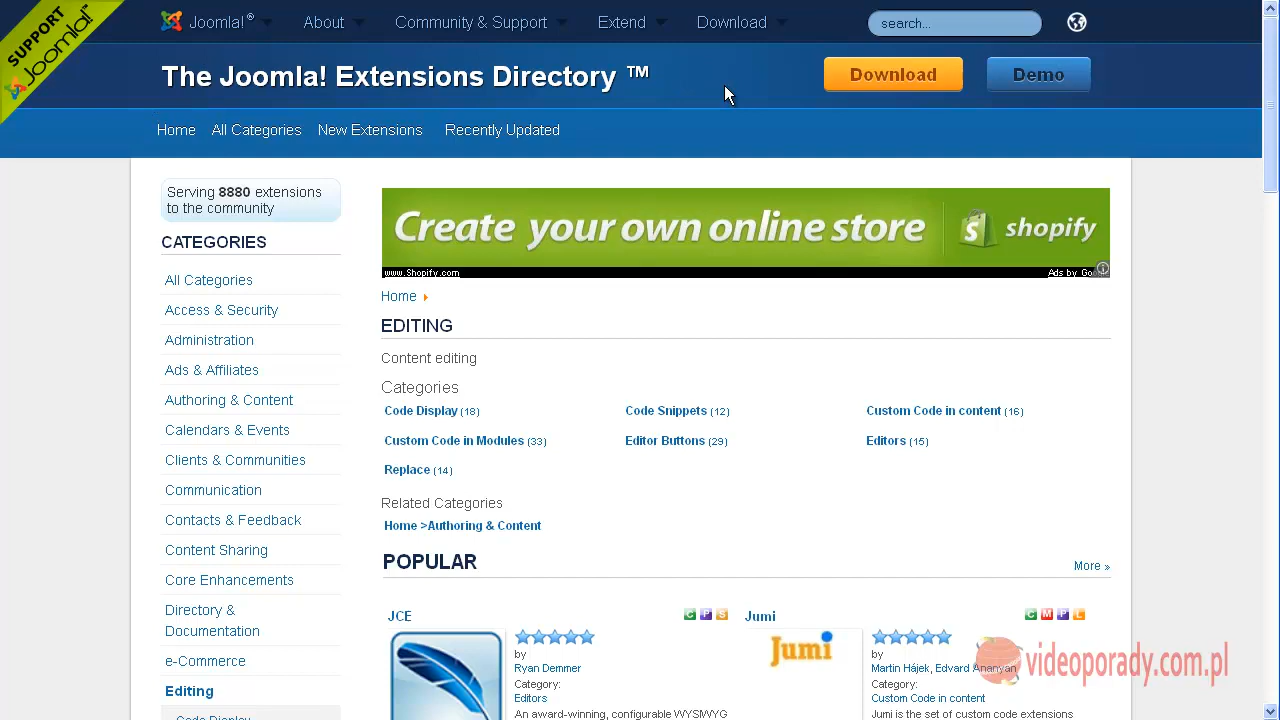 SUPPORT
Joomla!™
Joomla!® About Community & Support Extend Download search...
The Joomla! Extensions Directory ™
Download Demo
Home All Categories New Extensions Recently Updated
Serving 8880 extensions
to the community
CATEGORIES
All Categories
Access & Security
Administration
Ads & Affiliates
Authoring & Content
Calendars & Events
Clients & Communities
Communication
Contacts & Feedback
Content Sharing
Core Enhancements
Directory &
Documentation
e-Commerce
Editing
Code Display
Create your own online store shopify
www.Shopify.com Ads by
Home
EDITING
Content editing
Categories
Code Display (18) Code Snippets (12) Custom Code in content (16)
Custom Code in Modules (33) Editor Buttons (29) Editors (15)
Replace (14)
Related Categories
Home >Authoring & Content
POPULAR More »
JCE C P S
by
Ryan Demmer
Category:
Editors
An award winning, configurable WYSIWYG
Jumi C M P L
Jumi
by
Martin Hájek, Edvard Ananyan
Category:
Custom Code in content
Jumi is the set of custom code extensions
videoporady.com.pl